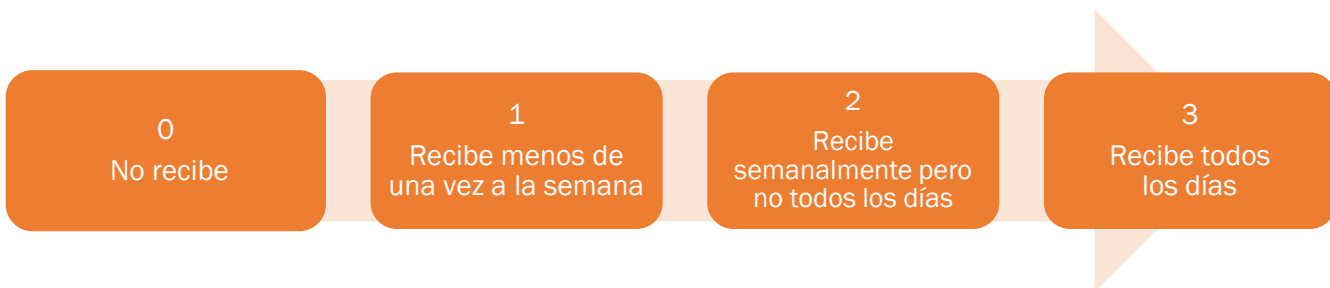 0
No recibe
1
Recibe menos de
una vez a la semana
2
Recibe
semanalmente pero
no todos los días
3
Recibe todos
los días